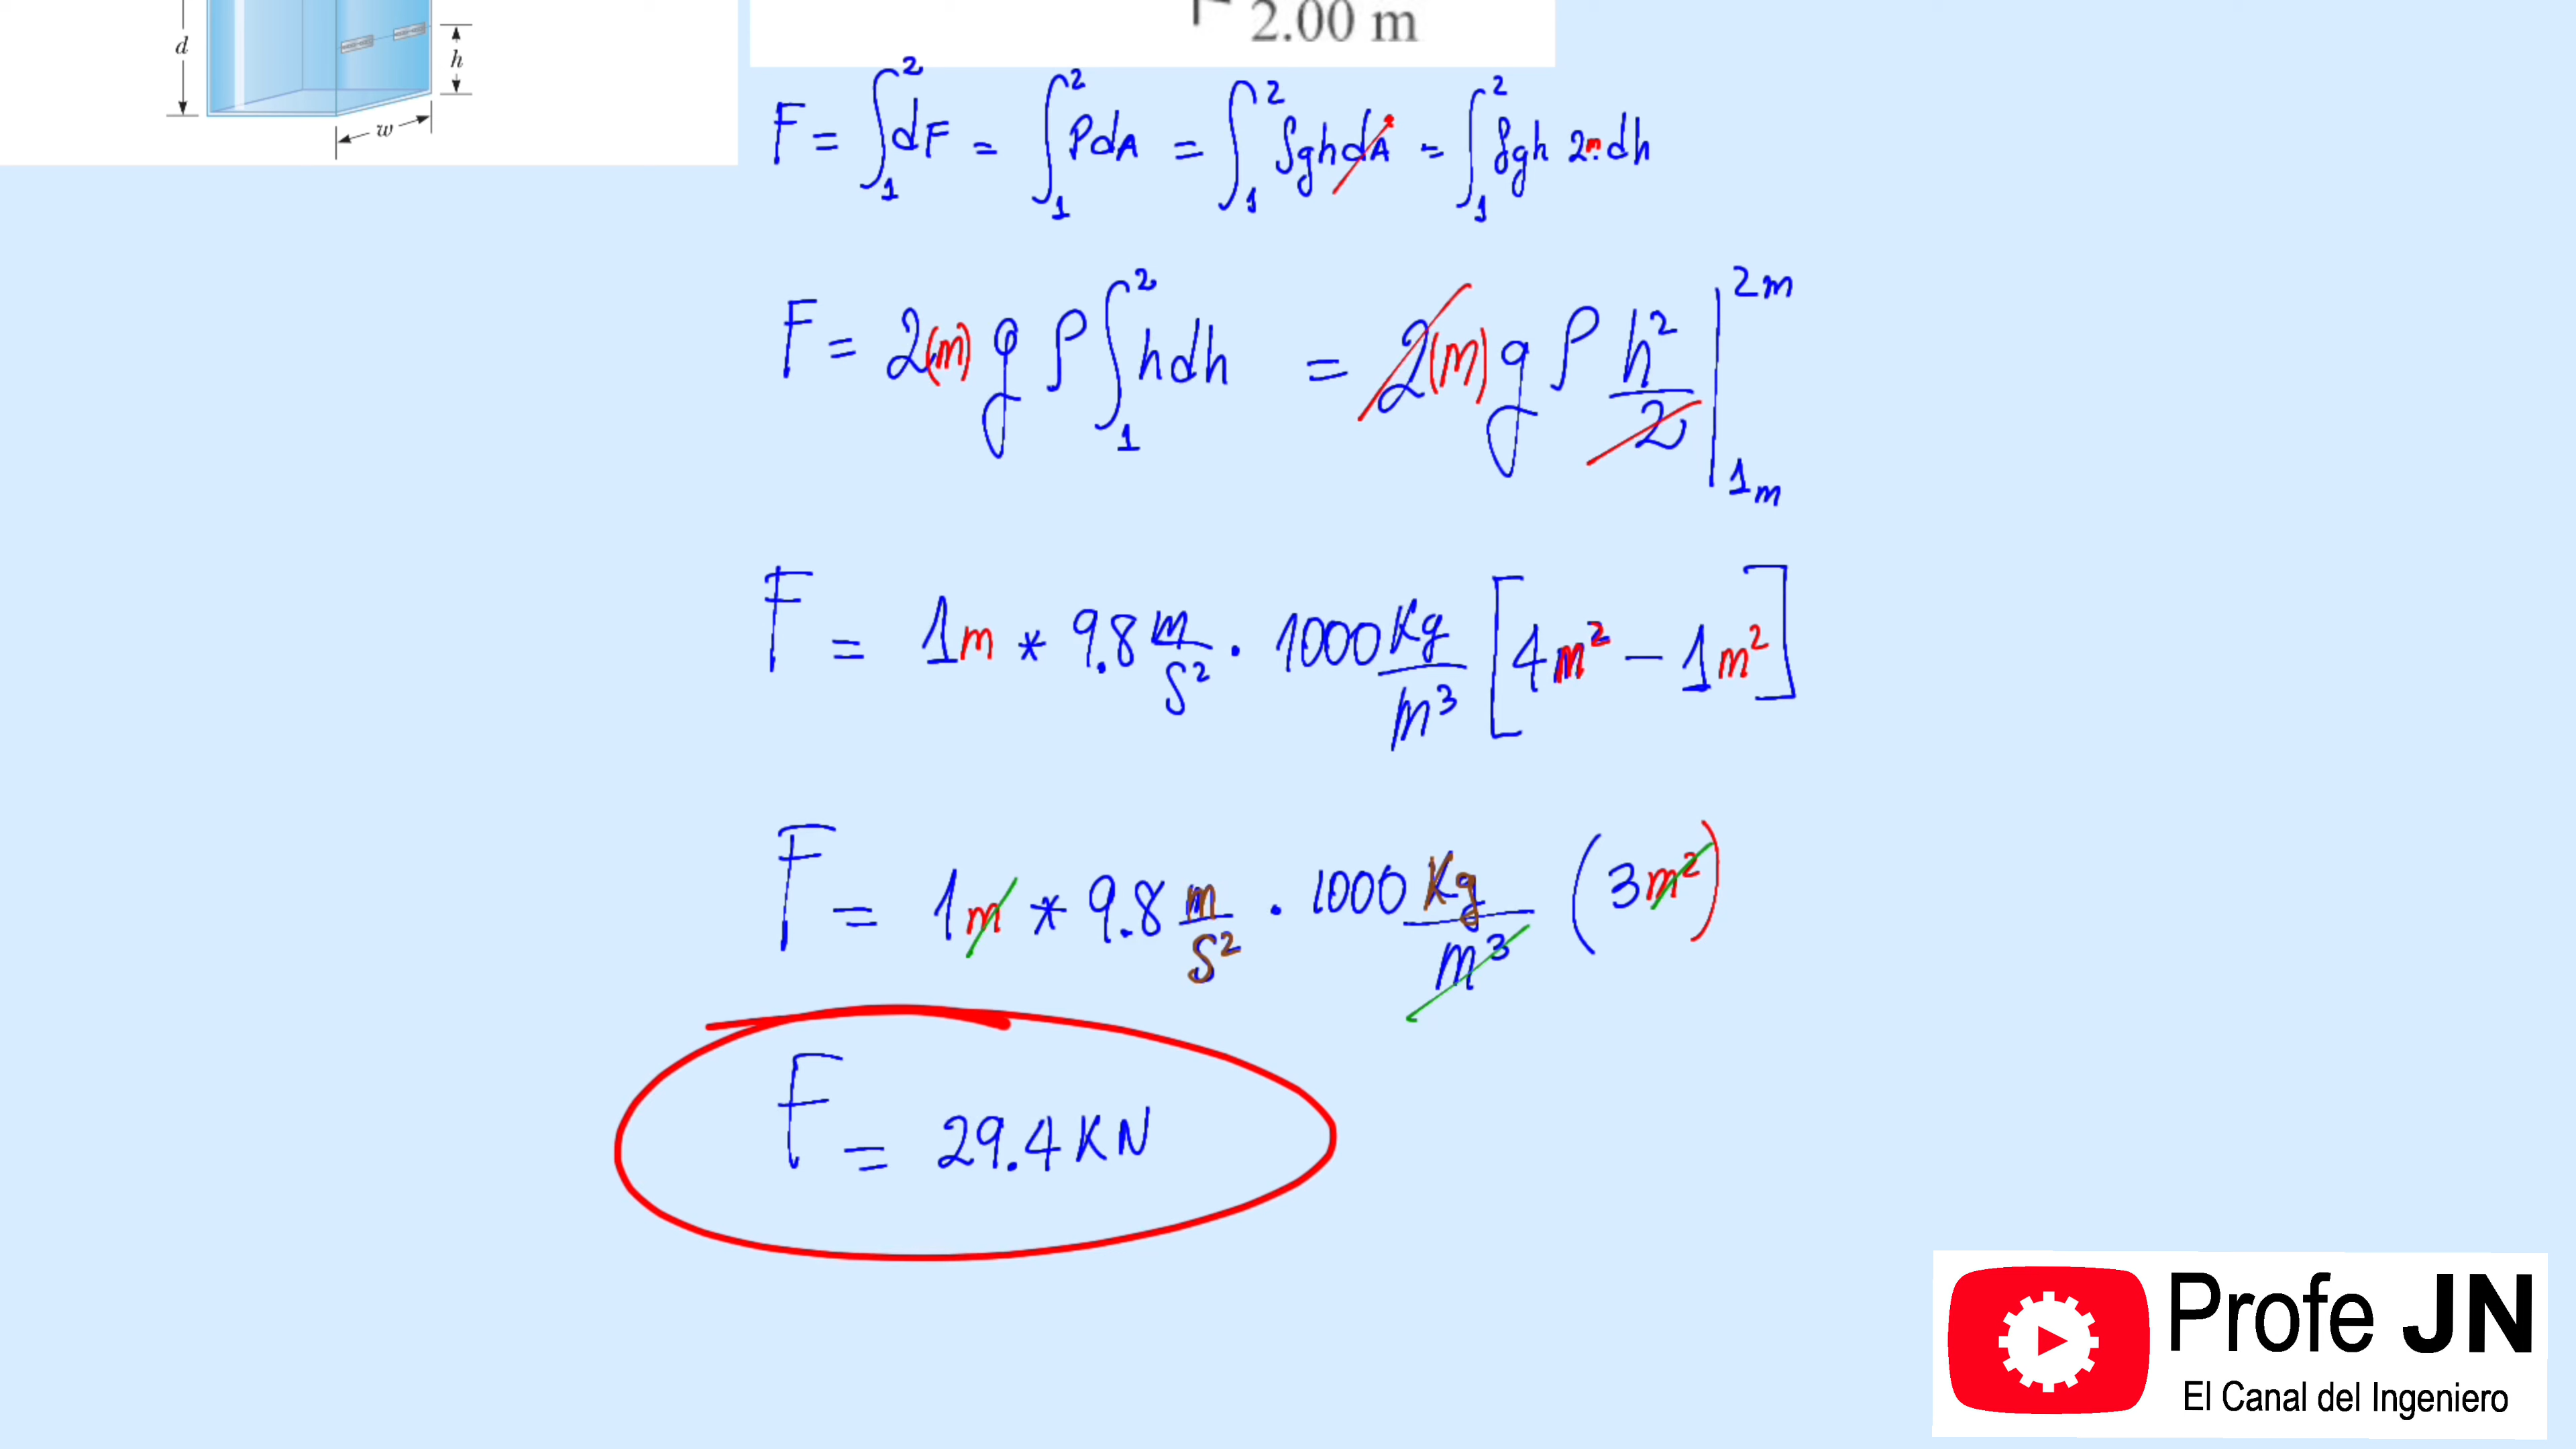 d
h
w
2.00 m
F = ∫₁² dF = ∫₁² P dA = ∫₁² ρgh dA = ∫₁² ρgh 2m dh
F = 2(m) g ρ ∫₁² h dh = 2(m) g ρ h²/2 |₁ₘ^2m
F = 1m * 9.8 m/s² · 1000 Kg/m³ [4m² − 1m²]
F = 1m * 9.8 m/s² · 1000 Kg/m³ (3m²)
F = 29.4 KN
Profe JN
El Canal del Ingeniero